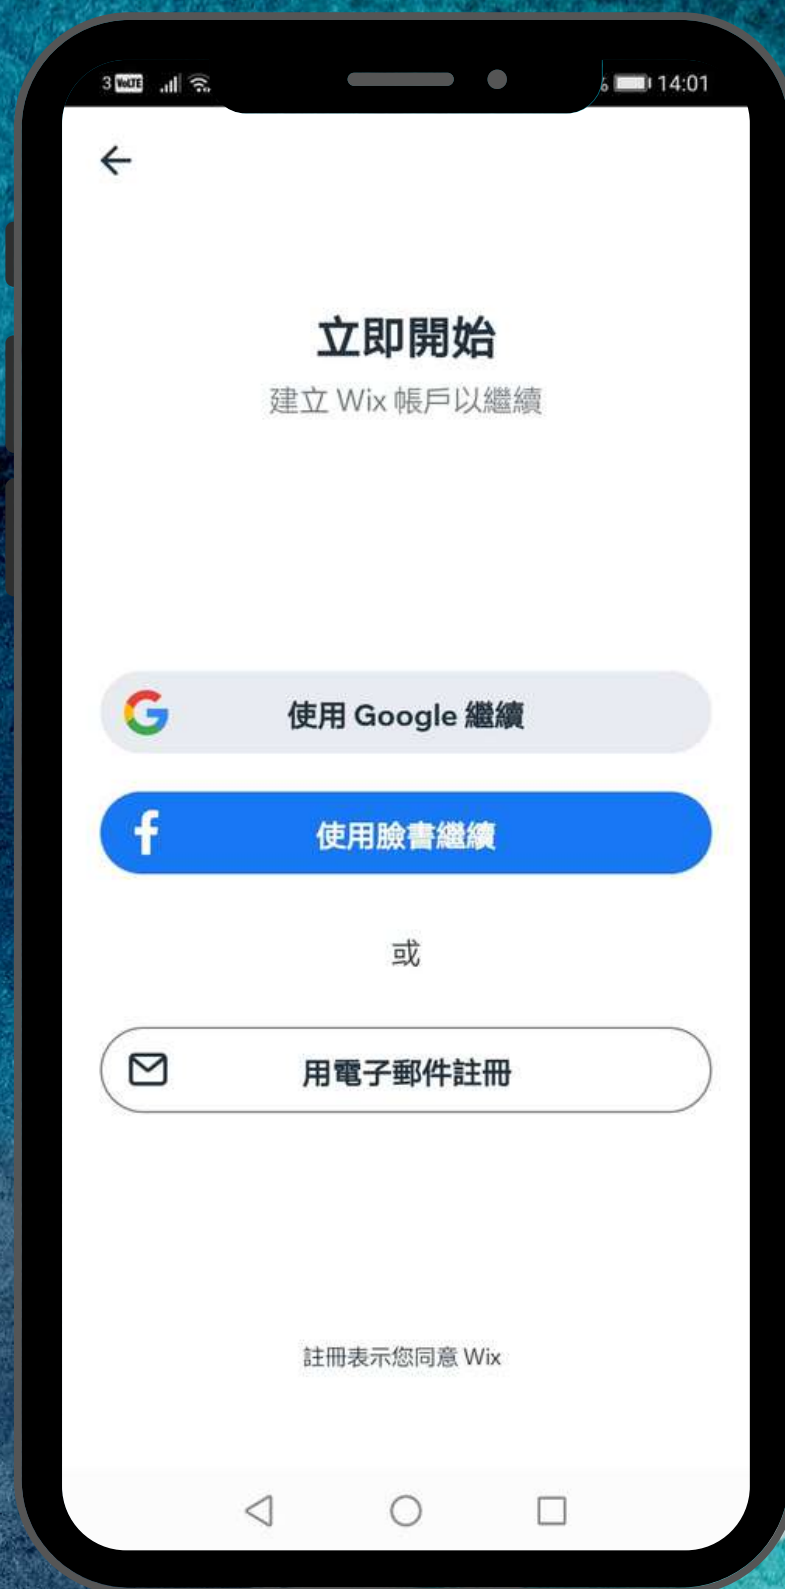 3 VoLTE 14:01
立即開始
建立 Wix 帳戶以繼續
使用 Google 繼續
f 使用臉書繼續
或
用電子郵件註冊
註冊表示您同意 Wix